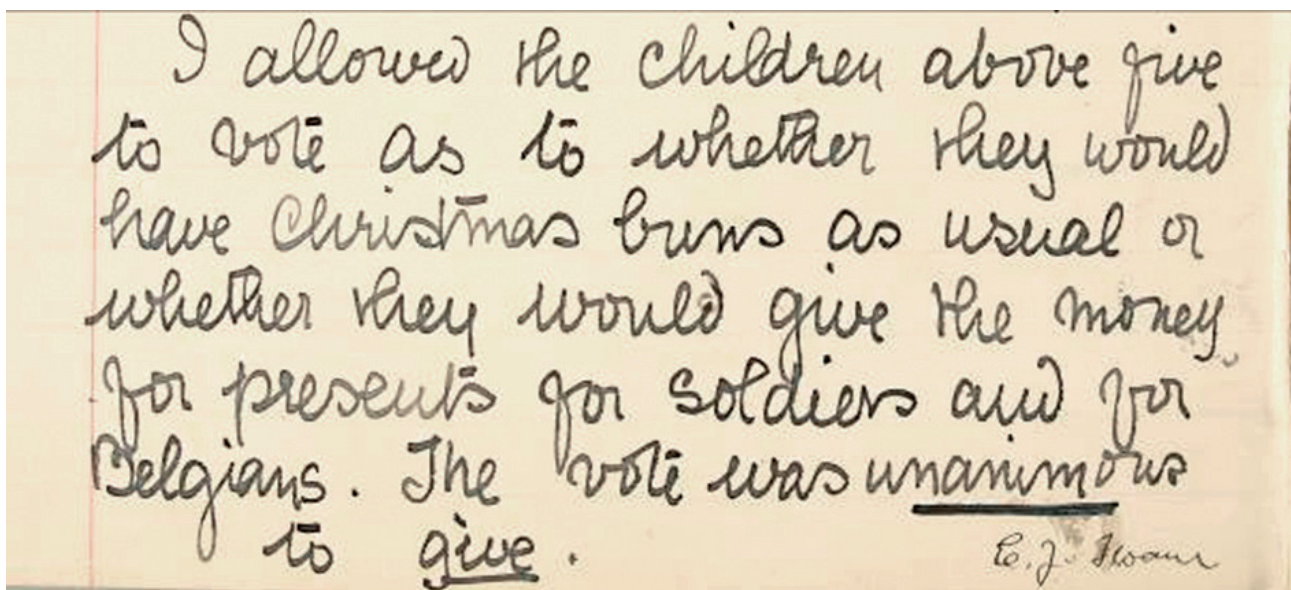 I allowed the children above five
to vote as to whether they would
have Christmas buns as usual or
whether they would give the money
for presents for soldiers and for
Belgians. The vote was unanimous
to give.
E. J.